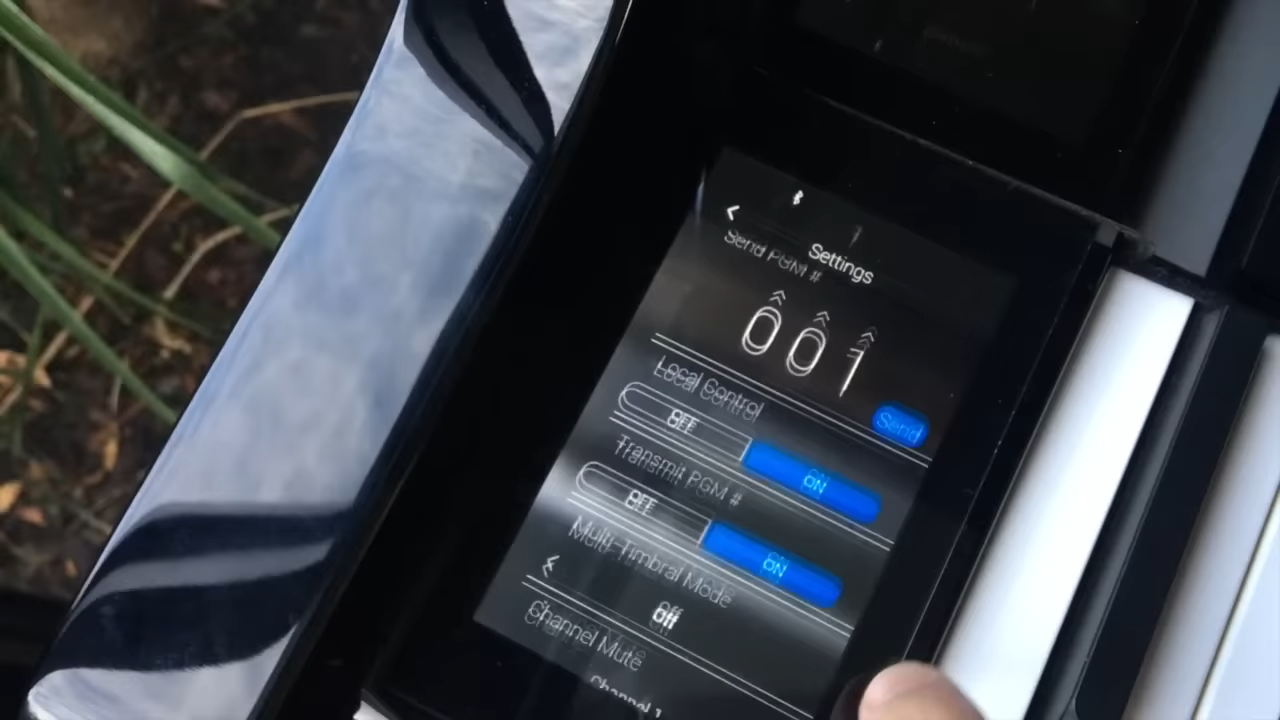 Settings
Send PGM #
001
Send
Local Control
OFF ON
Transmit PGM #
OFF ON
Multi-Timbral Mode
Off
Channel Mute
Channel 1